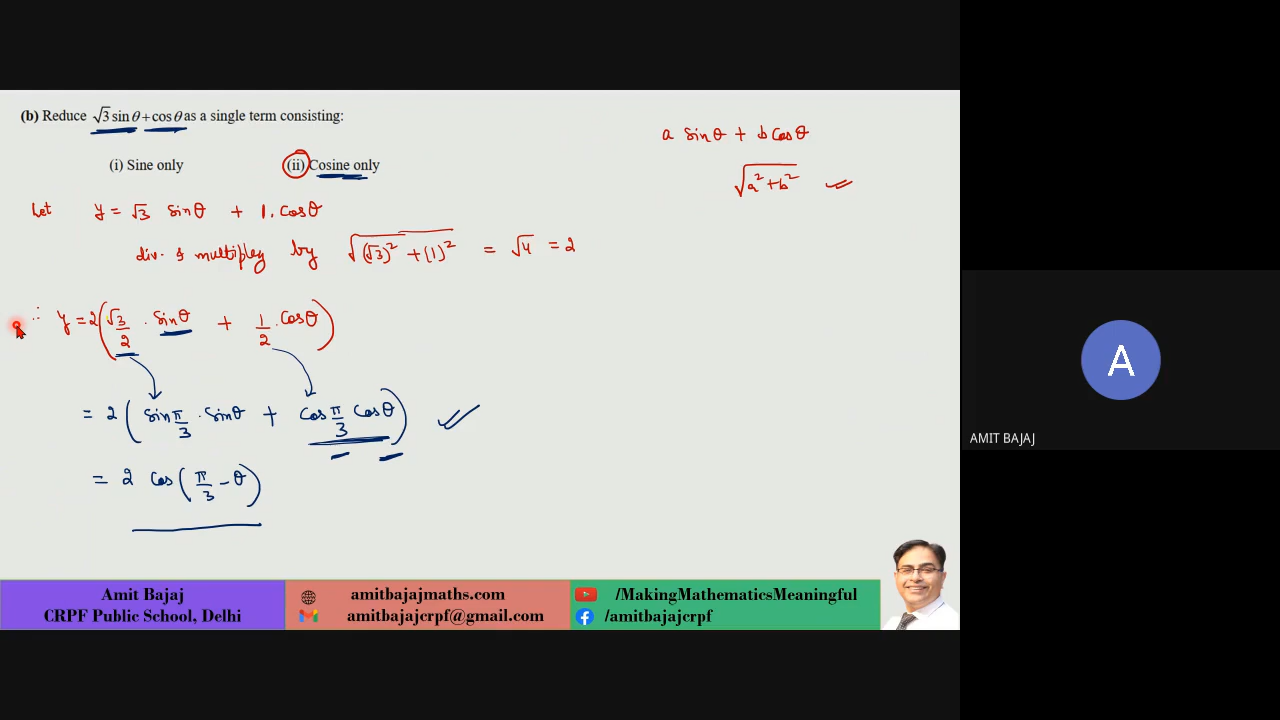 (b) Reduce √3 sin θ + cos θ as a single term consisting:
(i) Sine only (ii) Cosine only
a sinθ + b cosθ
√(a² + b²)
Let y = √3 sinθ + 1. cosθ
div. & multiply by √((√3)² + (1)²) = √4 = 2
∴ y = 2(√3/2 . sinθ + 1/2 . cosθ)
= 2(sin π/3 . sinθ + cos π/3 cosθ)
= 2 cos(π/3 - θ)
A
AMIT BAJAJ
Amit Bajaj
CRPF Public School, Delhi
amitbajajmaths.com
amitbajajcrpf@gmail.com
/MakingMathematicsMeaningful
/amitbajajcrpf